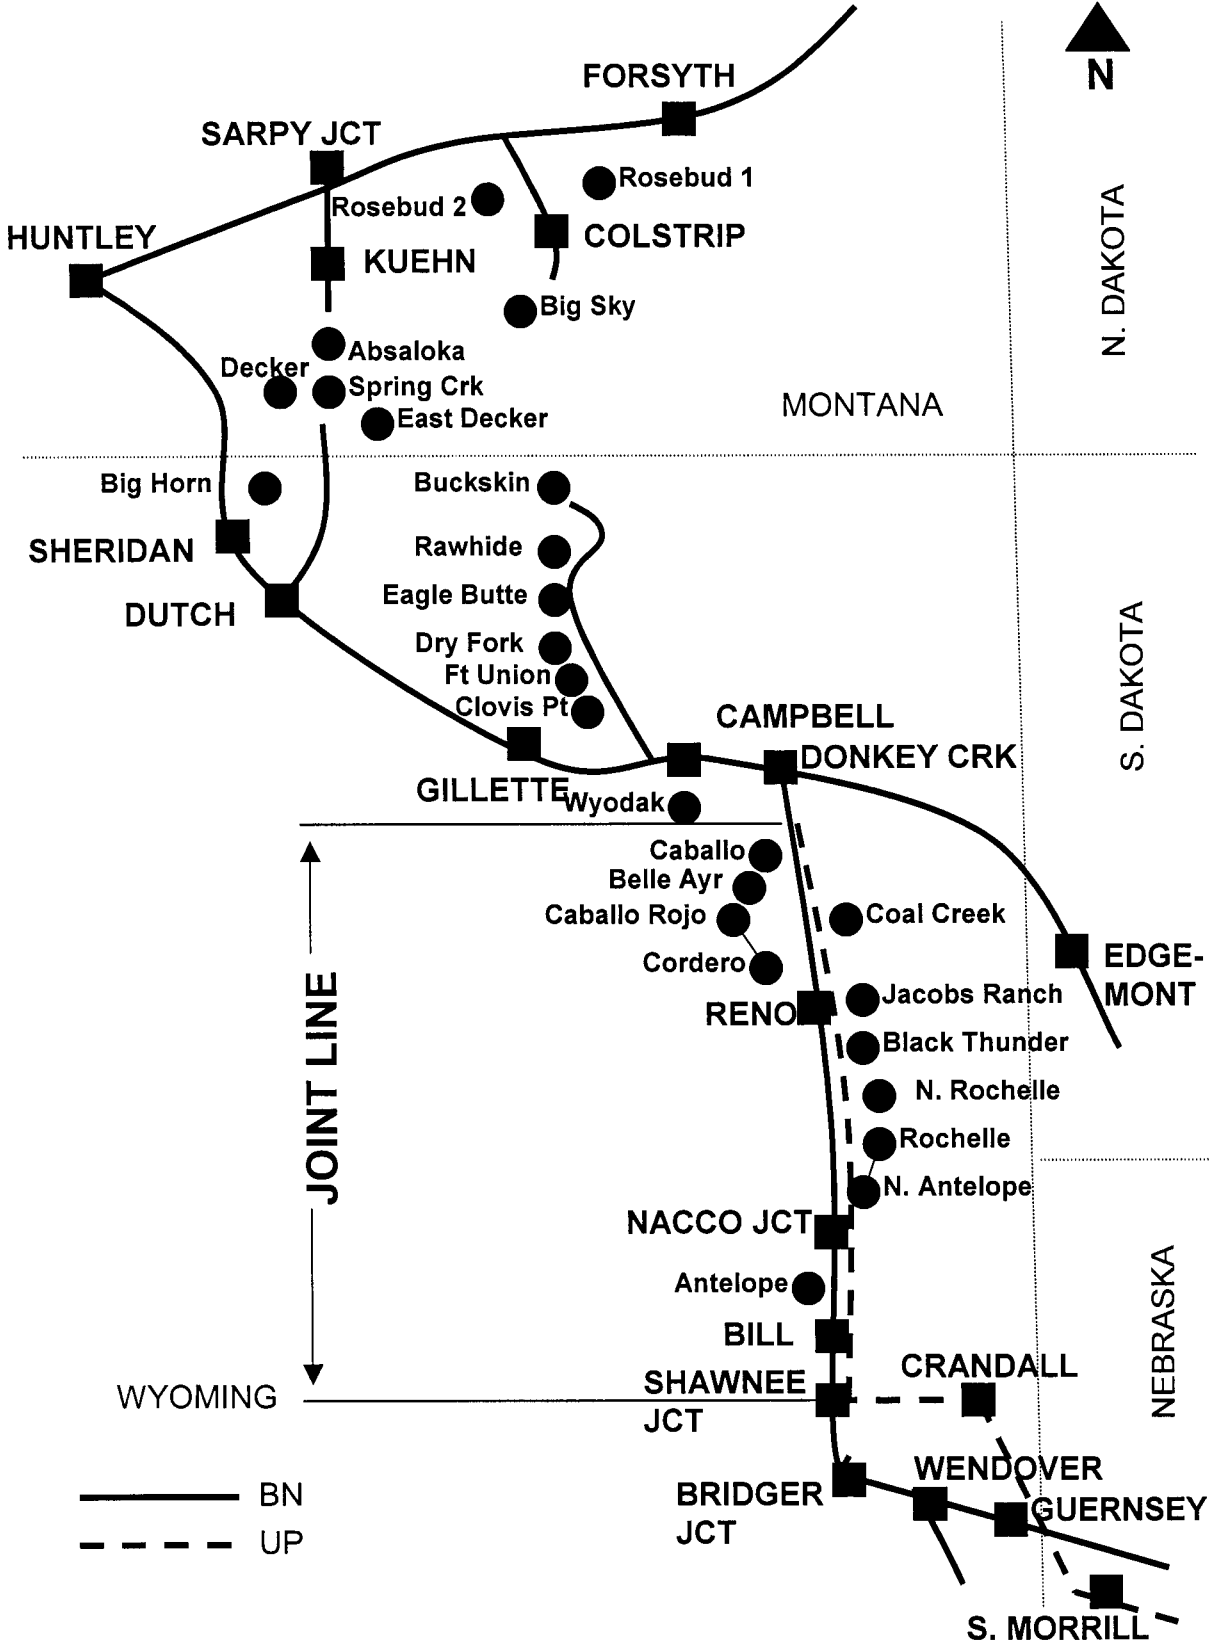 N
FORSYTH
SARPY JCT
Rosebud 1
Rosebud 2
HUNTLEY
COLSTRIP
KUEHN
N. DAKOTA
Big Sky
Absaloka
Decker
Spring Crk
East Decker
MONTANA
Big Horn
Buckskin
SHERIDAN
Rawhide
Eagle Butte
DUTCH
Dry Fork
Ft Union
S. DAKOTA
Clovis Pt
CAMPBELL
DONKEY CRK
GILLETTE
Wyodak
Caballo
Belle Ayr
Caballo Rojo
Coal Creek
Cordero
EDGE-
MONT
Jacobs Ranch
RENO
Black Thunder
JOINT LINE
N. Rochelle
Rochelle
N. Antelope
NACCO JCT
Antelope
BILL
NEBRASKA
CRANDALL
SHAWNEE
JCT
WYOMING
WENDOVER
BRIDGER
JCT
GUERNSEY
BN
UP
S. MORRILL